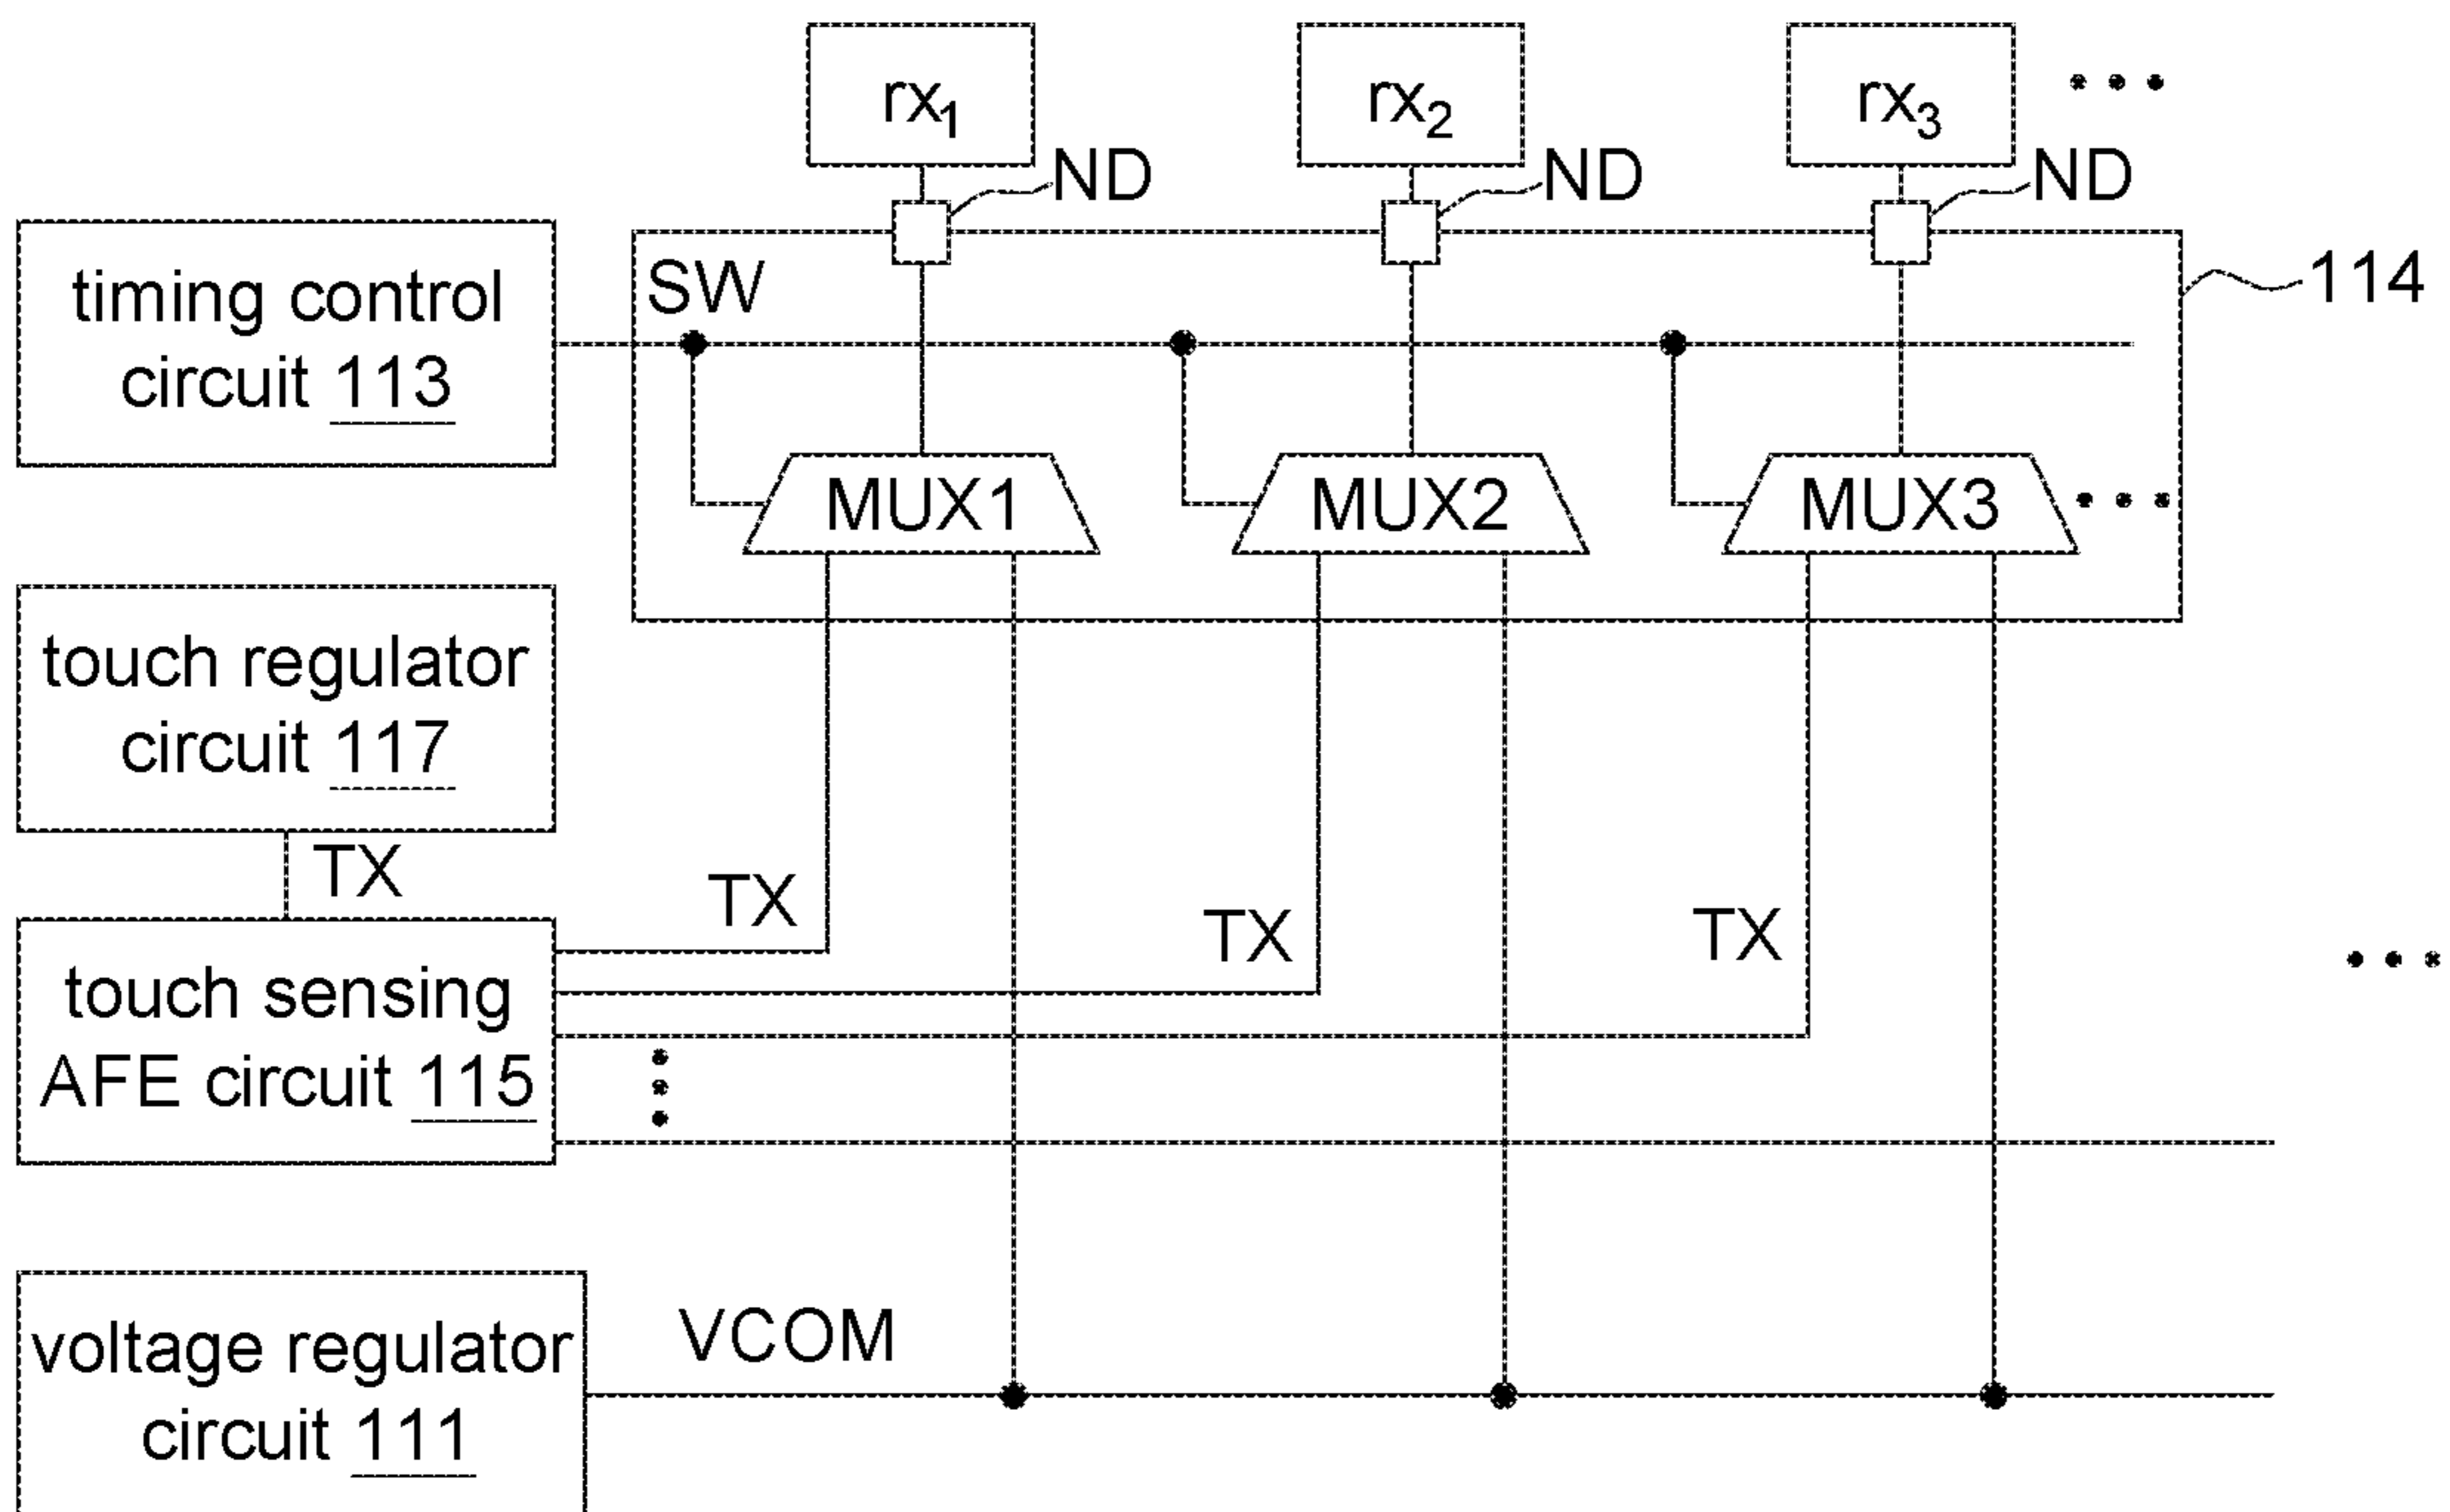 rx1 rx2 rx3 ...
ND ND ND
timing control
circuit 113
SW
114
MUX1 MUX2 MUX3 ...
touch regulator
circuit 117
TX
TX TX TX
...
touch sensing
AFE circuit 115
voltage regulator
circuit 111
VCOM